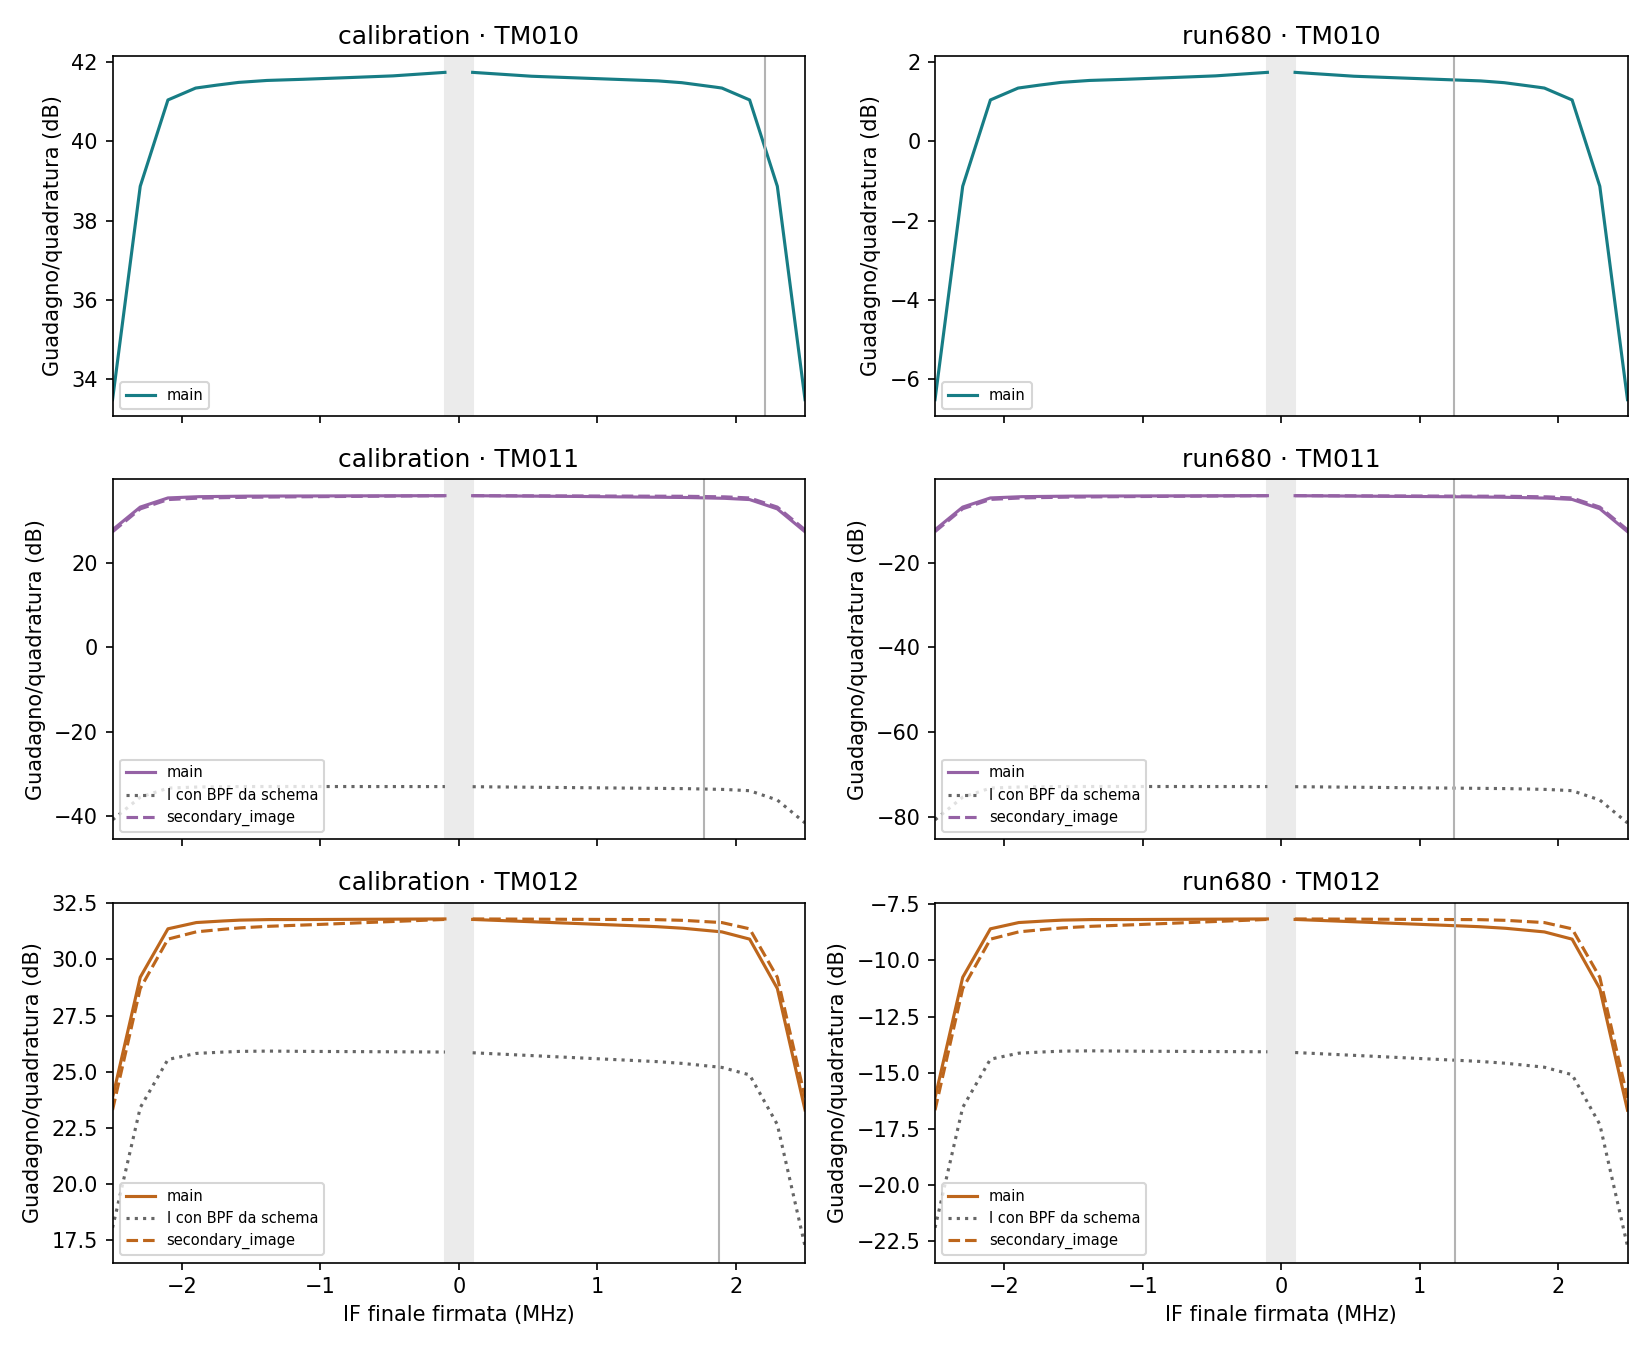 calibration · TM010
run680 · TM010
42
40
38
36
34
Guadagno/quadratura (dB)
main
2
0
−2
−4
−6
Guadagno/quadratura (dB)
main
calibration · TM011
run680 · TM011
20
0
−20
−40
Guadagno/quadratura (dB)
main
I con BPF da schema
secondary_image
−20
−40
−60
−80
Guadagno/quadratura (dB)
main
I con BPF da schema
secondary_image
calibration · TM012
run680 · TM012
32.5
30.0
27.5
25.0
22.5
20.0
17.5
Guadagno/quadratura (dB)
main
I con BPF da schema
secondary_image
−2 −1 0 1 2
IF finale firmata (MHz)
−7.5
−10.0
−12.5
−15.0
−17.5
−20.0
−22.5
Guadagno/quadratura (dB)
main
I con BPF da schema
secondary_image
−2 −1 0 1 2
IF finale firmata (MHz)